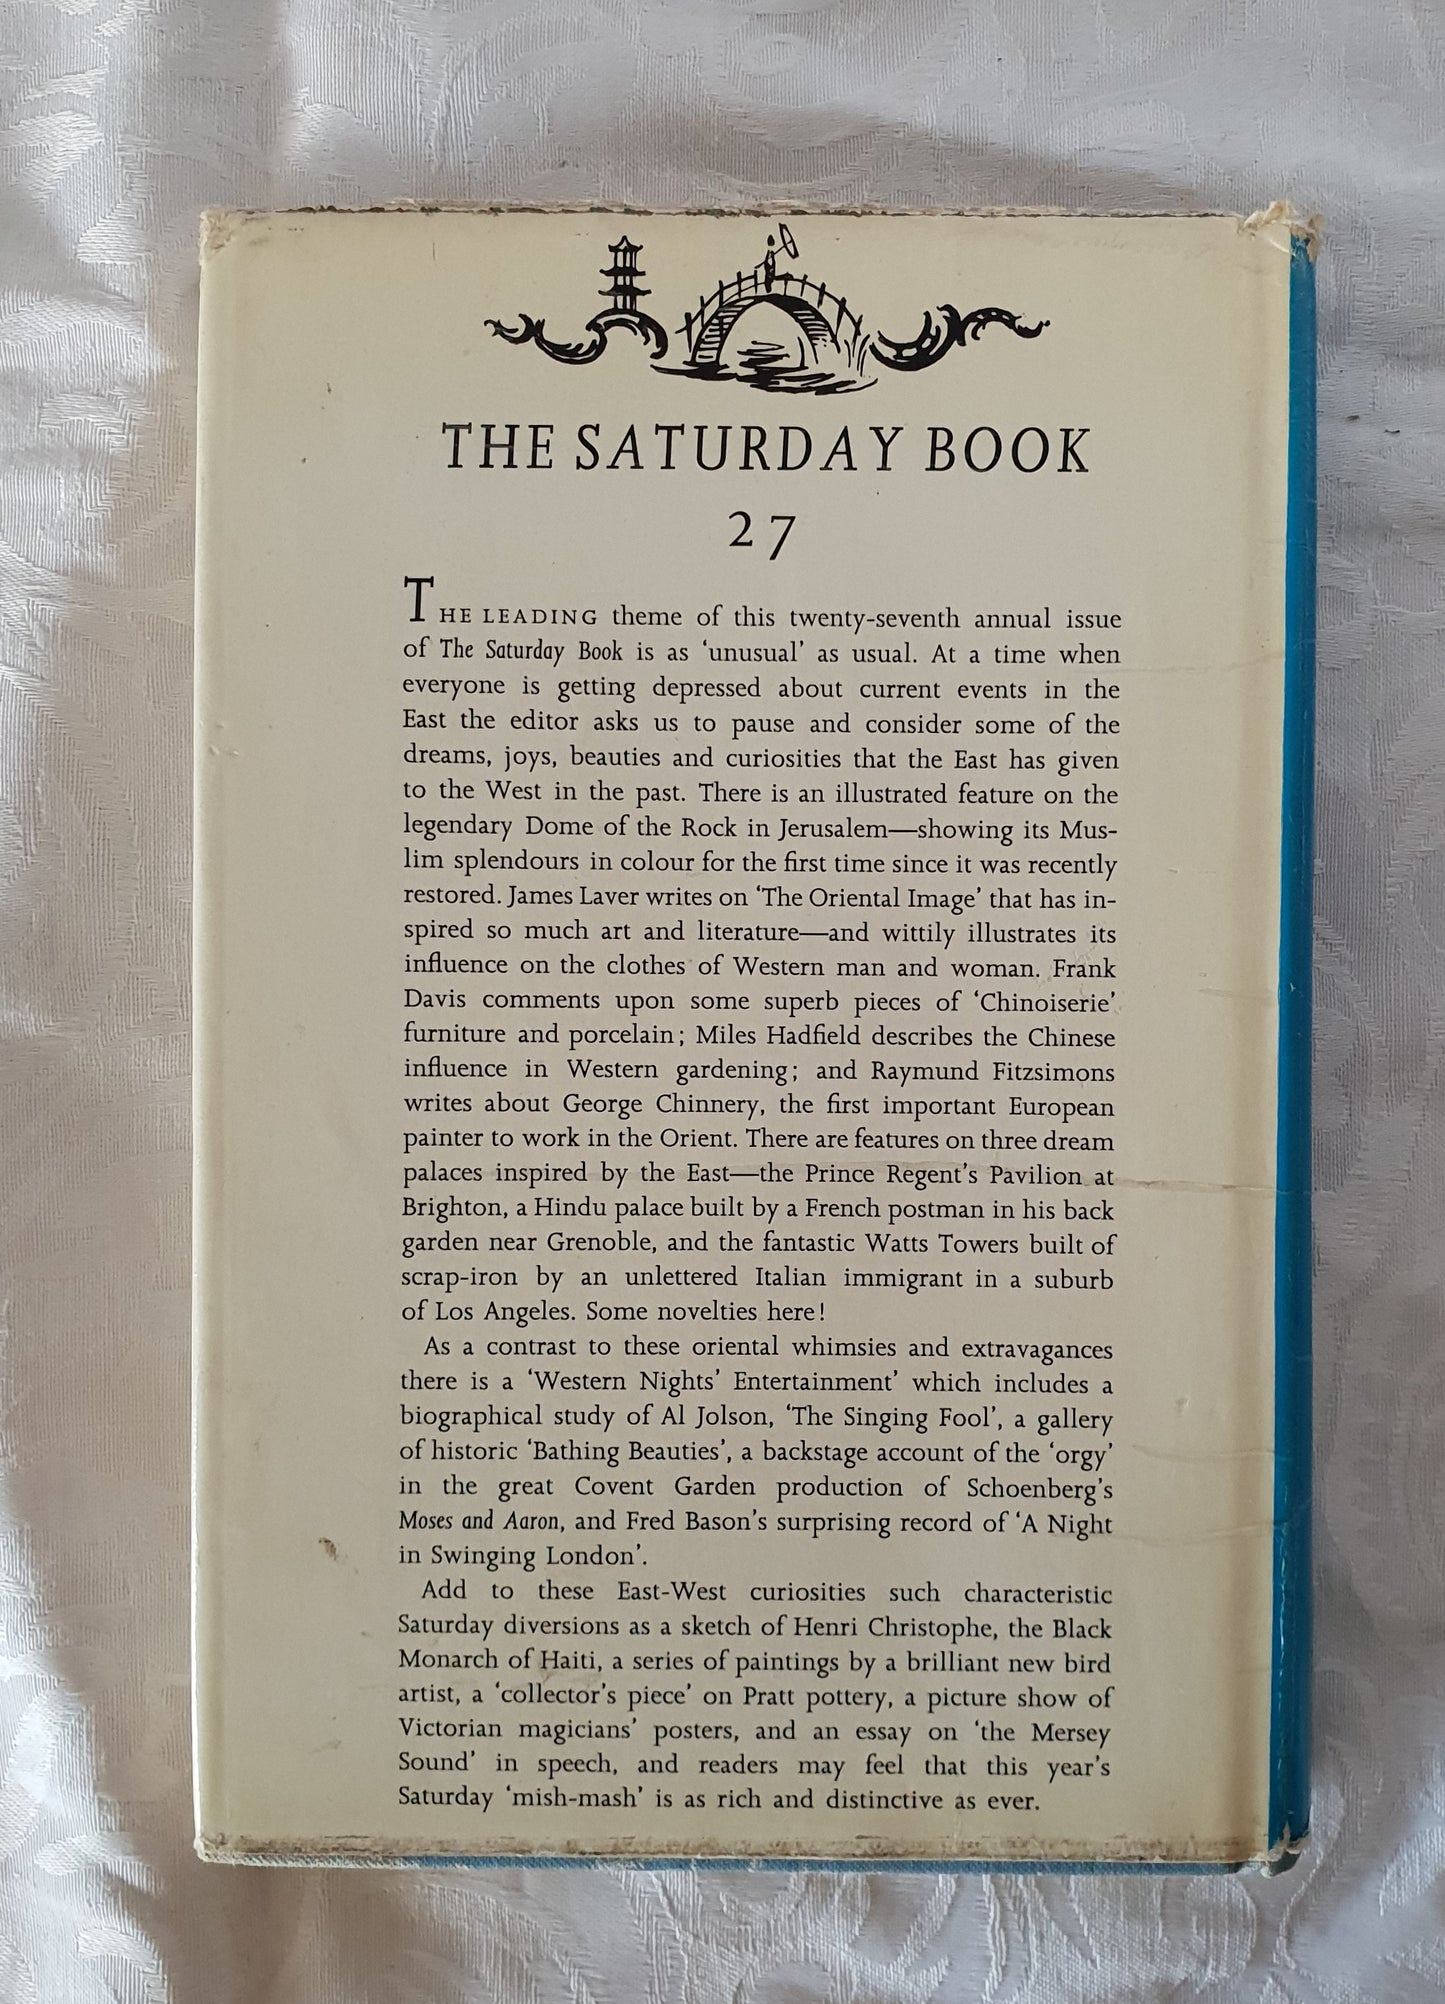 THE SATURDAY BOOK
27
THE LEADING theme of this twenty-seventh annual issue
of The Saturday Book is as ‘unusual’ as usual. At a time when
everyone is getting depressed about current events in the
East the editor asks us to pause and consider some of the
dreams, joys, beauties and curiosities that the East has given
to the West in the past. There is an illustrated feature on the
legendary Dome of the Rock in Jerusalem—showing its Mus-
lim splendours in colour for the first time since it was recently
restored. James Laver writes on ‘The Oriental Image’ that has in-
spired so much art and literature—and wittily illustrates its
influence on the clothes of Western man and woman. Frank
Davis comments upon some superb pieces of ‘Chinoiserie’
furniture and porcelain; Miles Hadfield describes the Chinese
influence in Western gardening; and Raymund Fitzsimons
writes about George Chinnery, the first important European
painter to work in the Orient. There are features on three dream
palaces inspired by the East—the Prince Regent’s Pavilion at
Brighton, a Hindu palace built by a French postman in his back
garden near Grenoble, and the fantastic Watts Towers built of
scrap-iron by an unlettered Italian immigrant in a suburb
of Los Angeles. Some novelties here!
As a contrast to these oriental whimsies and extravagances
there is a ‘Western Nights’ Entertainment’ which includes a
biographical study of Al Jolson, ‘The Singing Fool’, a gallery
of historic ‘Bathing Beauties’, a backstage account of the ‘orgy’
in the great Covent Garden production of Schoenberg’s
Moses and Aaron, and Fred Bason’s surprising record of ‘A Night
in Swinging London’.
Add to these East-West curiosities such characteristic
Saturday diversions as a sketch of Henri Christophe, the Black
Monarch of Haiti, a series of paintings by a brilliant new bird
artist, a ‘collector’s piece’ on Pratt pottery, a picture show of
Victorian magicians’ posters, and an essay on ‘the Mersey
Sound’ in speech, and readers may feel that this year’s
Saturday ‘mish-mash’ is as rich and distinctive as ever.